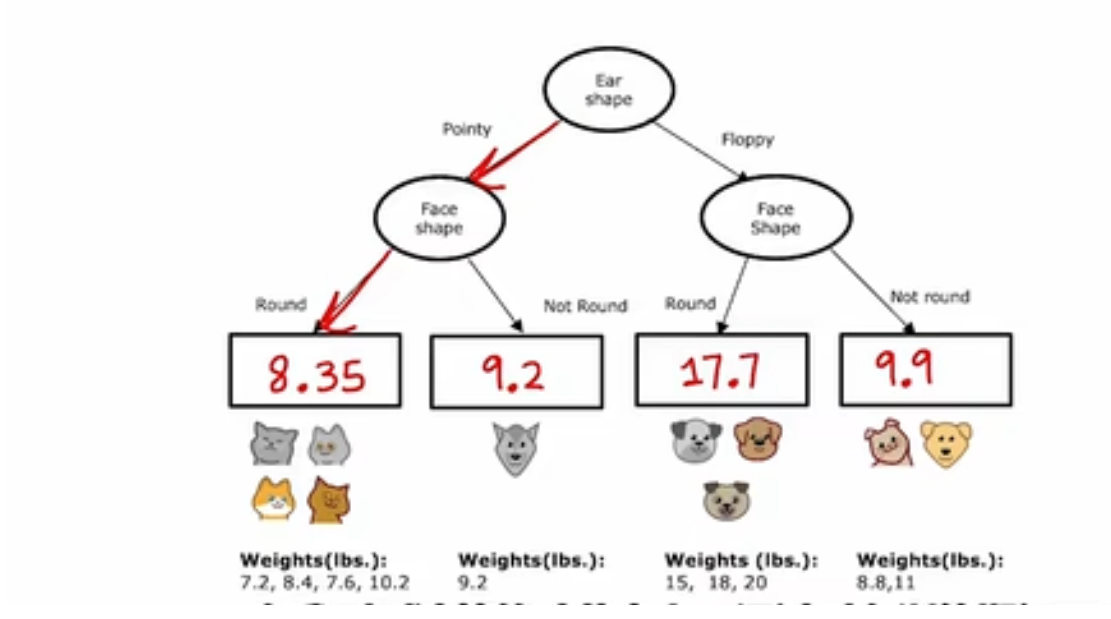 Ear
shape
Pointy
Floppy
Face
shape
Face
Shape
Round
Not Round
Round
Not round
8.35
9.2
17.7
9.9
Weights(lbs.):
7.2, 8.4, 7.6, 10.2
Weights(lbs.):
9.2
Weights (lbs.):
15, 18, 20
Weights(lbs.):
8.8,11